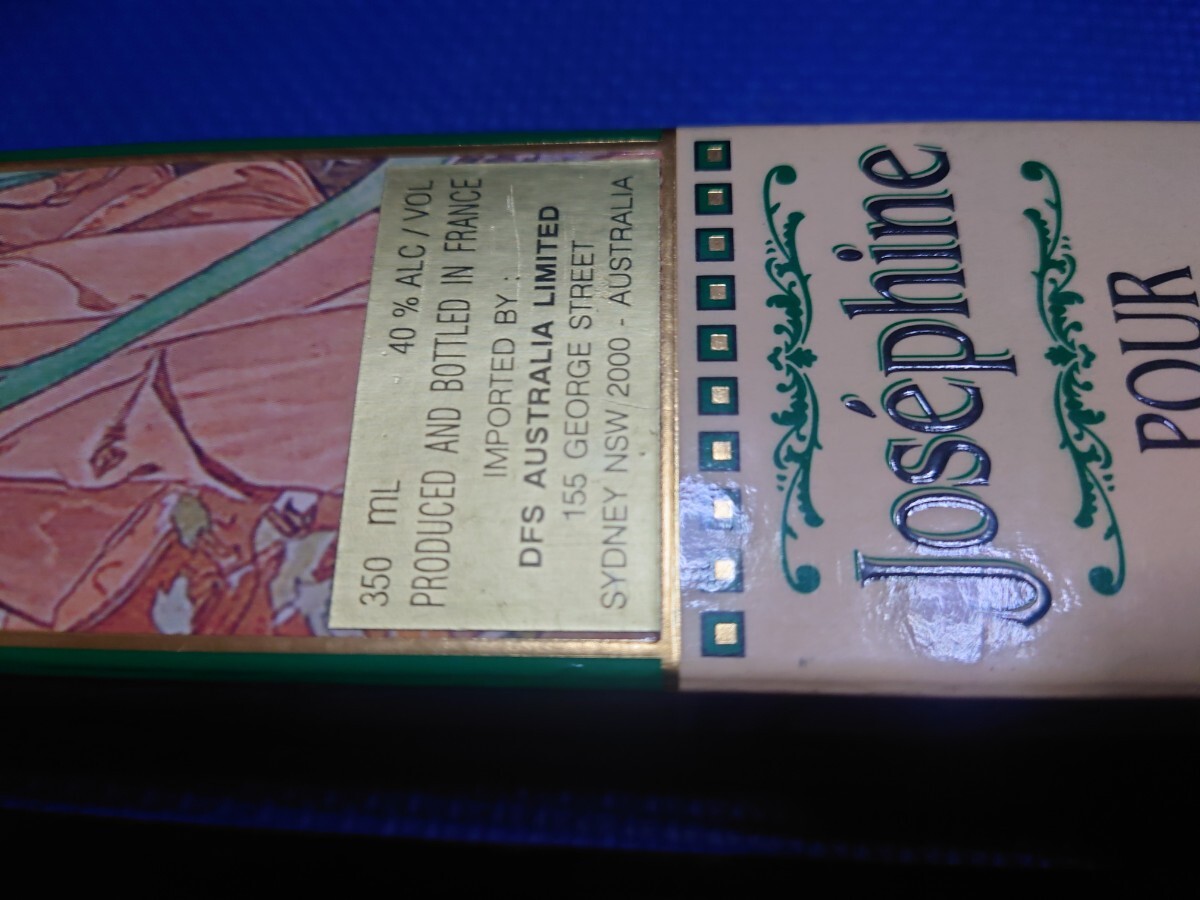 350 mL 40 % ALC / VOL
PRODUCED AND BOTTLED IN FRANCE
IMPORTED BY :
DFS AUSTRALIA LIMITED
155 GEORGE STREET
SYDNEY NSW 2000 - AUSTRALIA
Joséphine
POUR